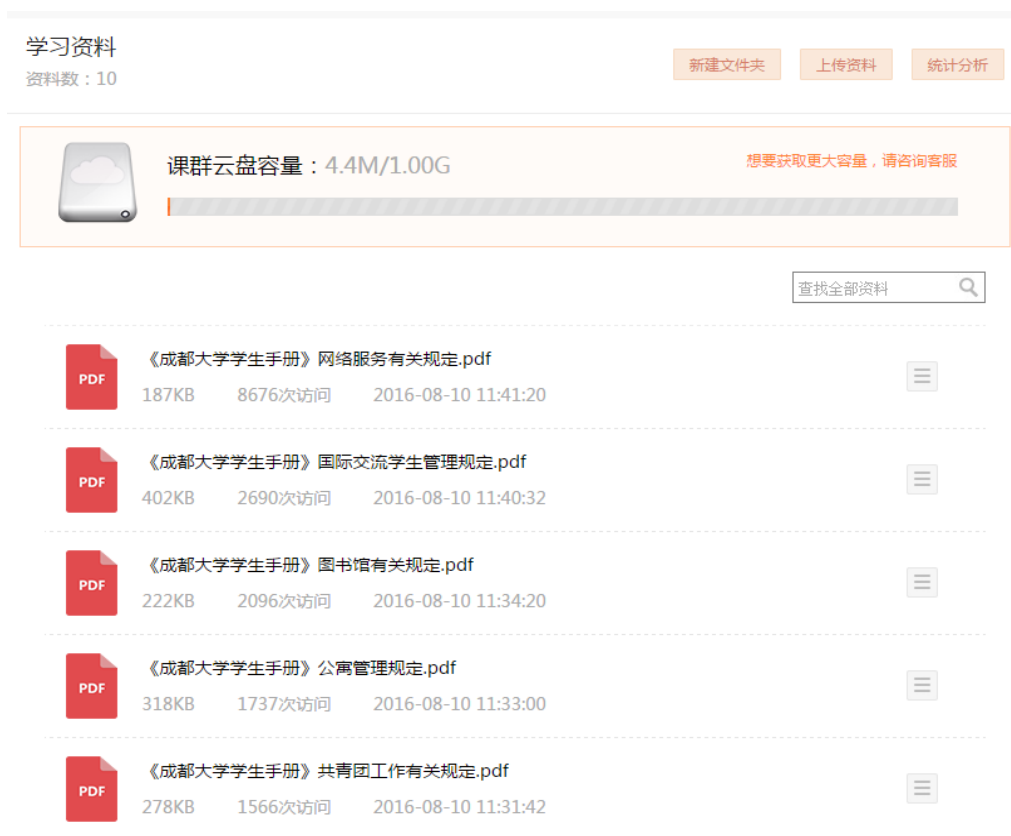 学习资料
资料数：10
新建文件夹 上传资料 统计分析
课群云盘容量：4.4M/1.00G
想要获取更大容量，请咨询客服
查找全部资料
PDF
《成都大学学生手册》网络服务有关规定.pdf
187KB 8676次访问 2016-08-10 11:41:20
PDF
《成都大学学生手册》国际交流学生管理规定.pdf
402KB 2690次访问 2016-08-10 11:40:32
PDF
《成都大学学生手册》图书馆有关规定.pdf
222KB 2096次访问 2016-08-10 11:34:20
PDF
《成都大学学生手册》公寓管理规定.pdf
318KB 1737次访问 2016-08-10 11:33:00
PDF
《成都大学学生手册》共青团工作有关规定.pdf
278KB 1566次访问 2016-08-10 11:31:42